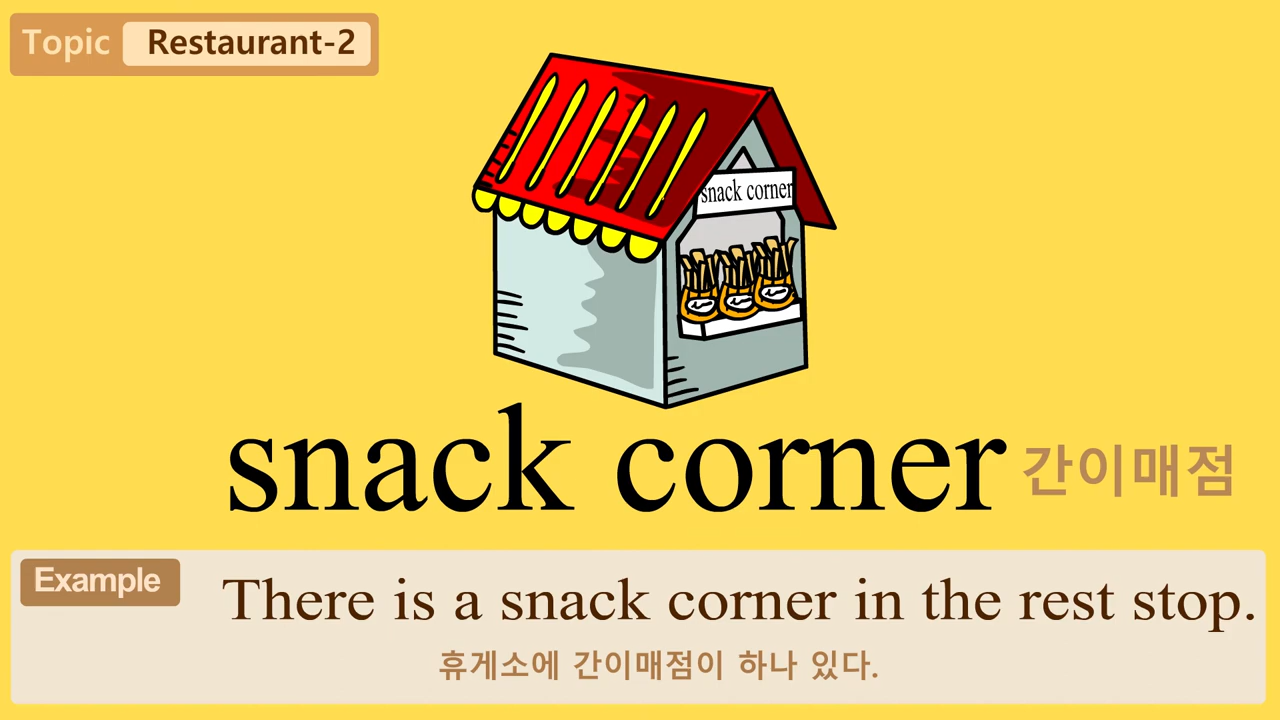 Topic Restaurant-2
snack corner
snack corner 간이매점
Example There is a snack corner in the rest stop.
휴게소에 간이매점이 하나 있다.